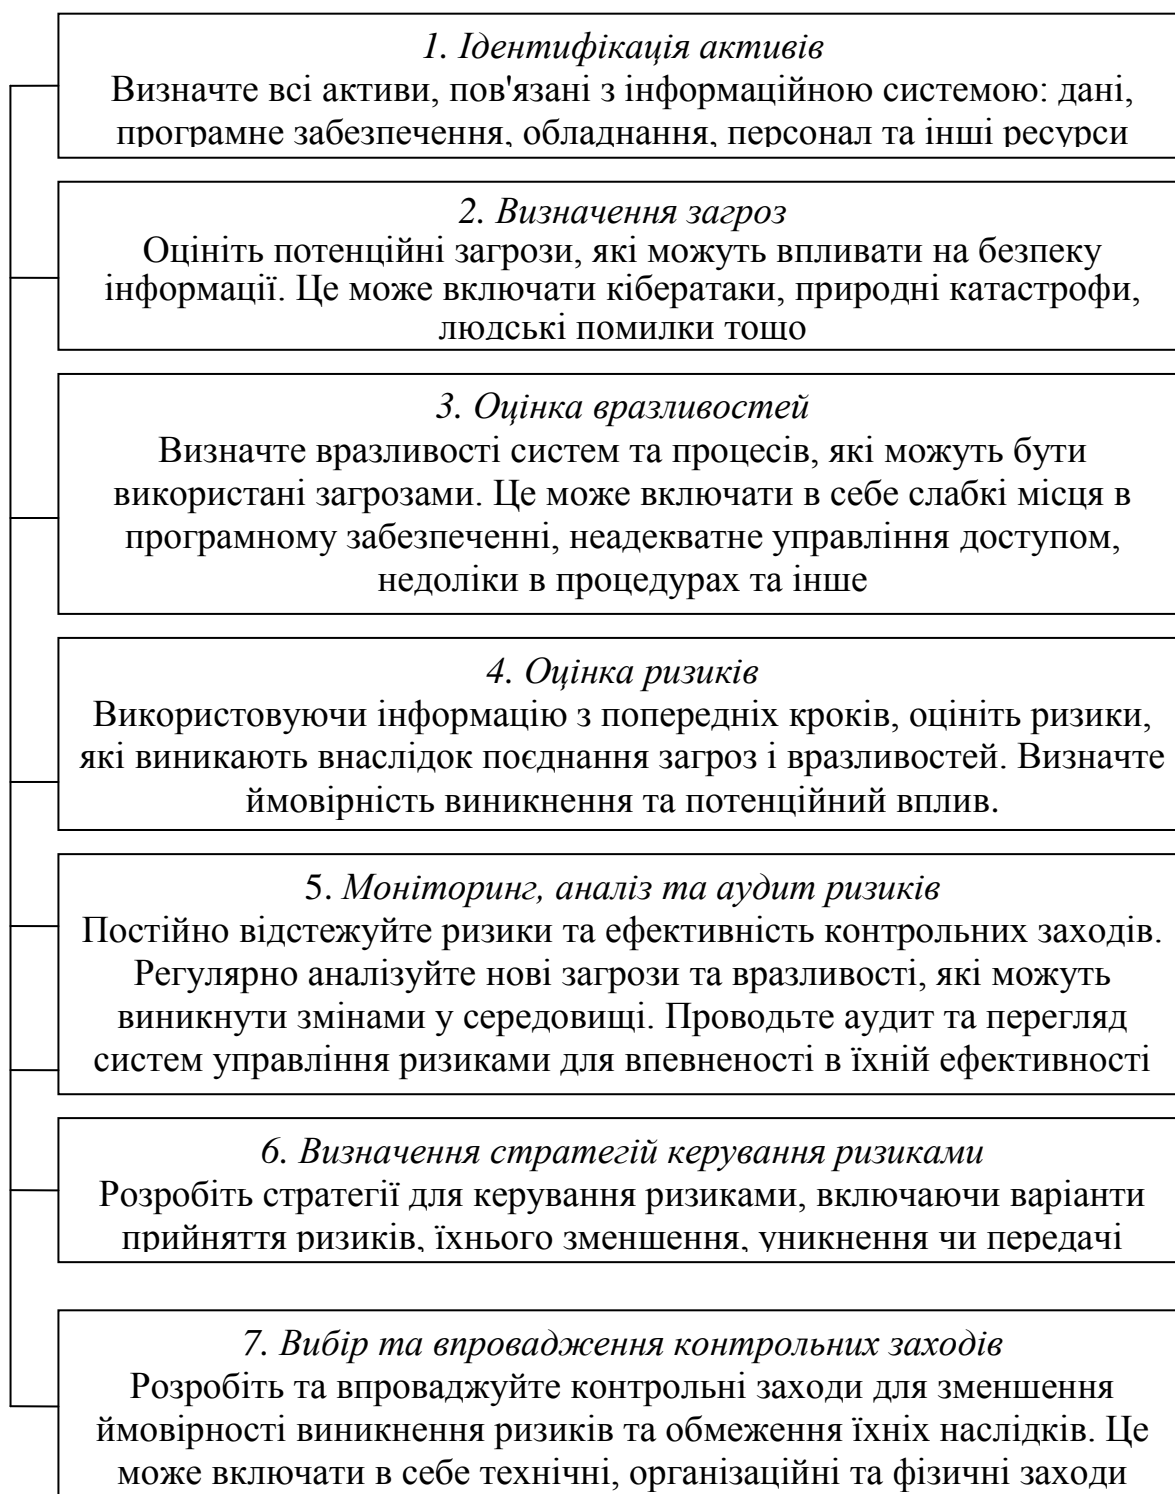 1. Ідентифікація активів
Визначте всі активи, пов'язані з інформаційною системою: дані,
програмне забезпечення, обладнання, персонал та інші ресурси
2. Визначення загроз
Оцініть потенційні загрози, які можуть впливати на безпеку
інформації. Це може включати кібератаки, природні катастрофи,
людські помилки тощо
3. Оцінка вразливостей
Визначте вразливості систем та процесів, які можуть бути
використані загрозами. Це може включати в себе слабкі місця в
програмному забезпеченні, неадекватне управління доступом,
недоліки в процедурах та інше
4. Оцінка ризиків
Використовуючи інформацію з попередніх кроків, оцініть ризики,
які виникають внаслідок поєднання загроз і вразливостей. Визначте
ймовірність виникнення та потенційний вплив.
5. Моніторинг, аналіз та аудит ризиків
Постійно відстежуйте ризики та ефективність контрольних заходів.
Регулярно аналізуйте нові загрози та вразливості, які можуть
виникнути змінами у середовищі. Проводьте аудит та перегляд
систем управління ризиками для впевненості в їхній ефективності
6. Визначення стратегій керування ризиками
Розробіть стратегії для керування ризиками, включаючи варіанти
прийняття ризиків, їхнього зменшення, уникнення чи передачі
7. Вибір та впровадження контрольних заходів
Розробіть та впроваджуйте контрольні заходи для зменшення
ймовірності виникнення ризиків та обмеження їхніх наслідків. Це
може включати в себе технічні, організаційні та фізичні заходи